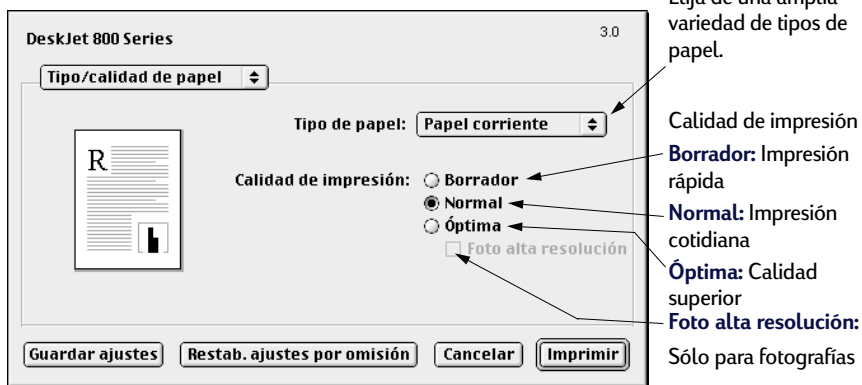 DeskJet 800 Series
3.0
Tipo/calidad de papel
Tipo de papel:
Papel corriente
R
Calidad de impresión:
Borrador
Normal
Óptima
Foto alta resolución
Guardar ajustes
Restab. ajustes por omisión
Cancelar
Imprimir
Elija de una amplia
variedad de tipos de
papel.
Calidad de impresión
Borrador: Impresión
rápida
Normal: Impresión
cotidiana
Óptima: Calidad
superior
Foto alta resolución:
Sólo para fotografías